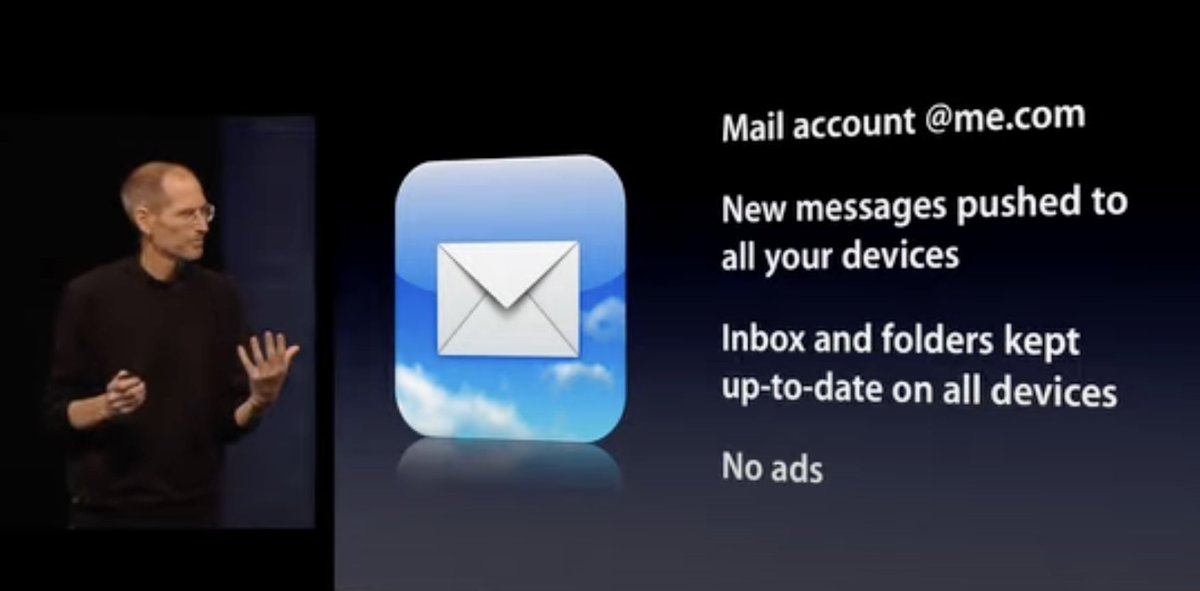 Mail account @me.com
New messages pushed to
all your devices
Inbox and folders kept
up-to-date on all devices
No ads